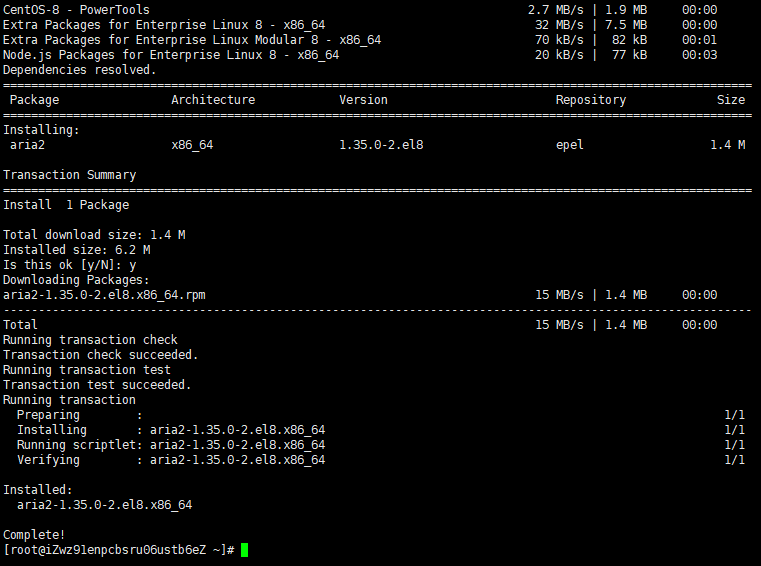 CentOS-8 - PowerTools 2.7 MB/s | 1.9 MB 00:00
Extra Packages for Enterprise Linux 8 - x86_64 32 MB/s | 7.5 MB 00:00
Extra Packages for Enterprise Linux Modular 8 - x86_64 70 kB/s | 82 kB 00:01
Node.js Packages for Enterprise Linux 8 - x86_64 20 kB/s | 77 kB 00:03
Dependencies resolved.
Package Architecture Version Repository Size
Installing:
aria2 x86_64 1.35.0-2.el8 epel 1.4 M
Transaction Summary
Install 1 Package
Total download size: 1.4 M
Installed size: 6.2 M
Is this ok [y/N]: y
Downloading Packages:
aria2-1.35.0-2.el8.x86_64.rpm 15 MB/s | 1.4 MB 00:00
Total 15 MB/s | 1.4 MB 00:00
Running transaction check
Transaction check succeeded.
Running transaction test
Transaction test succeeded.
Running transaction
Preparing : 1/1
Installing : aria2-1.35.0-2.el8.x86_64 1/1
Running scriptlet: aria2-1.35.0-2.el8.x86_64 1/1
Verifying : aria2-1.35.0-2.el8.x86_64 1/1
Installed:
aria2-1.35.0-2.el8.x86_64
Complete!
[root@iZwz91enpcbsru06ustb6eZ ~]#